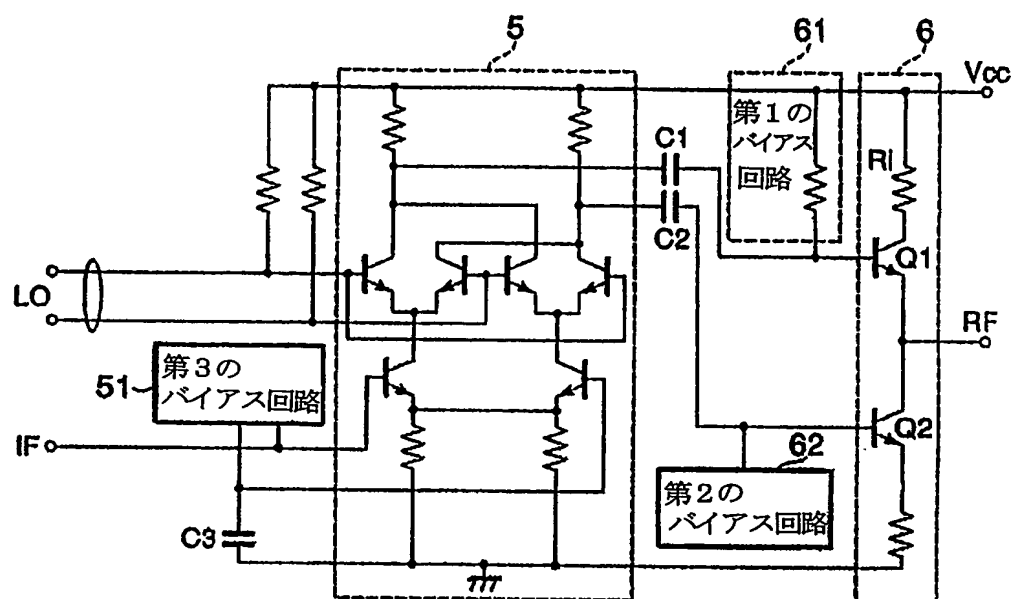 5
61
6
Vcc
第1の
バイアス
回路
C1
Ri
C2
Q1
LO
RF
51
第3の
バイアス回路
IF
Q2
62
第2の
バイアス回路
C3